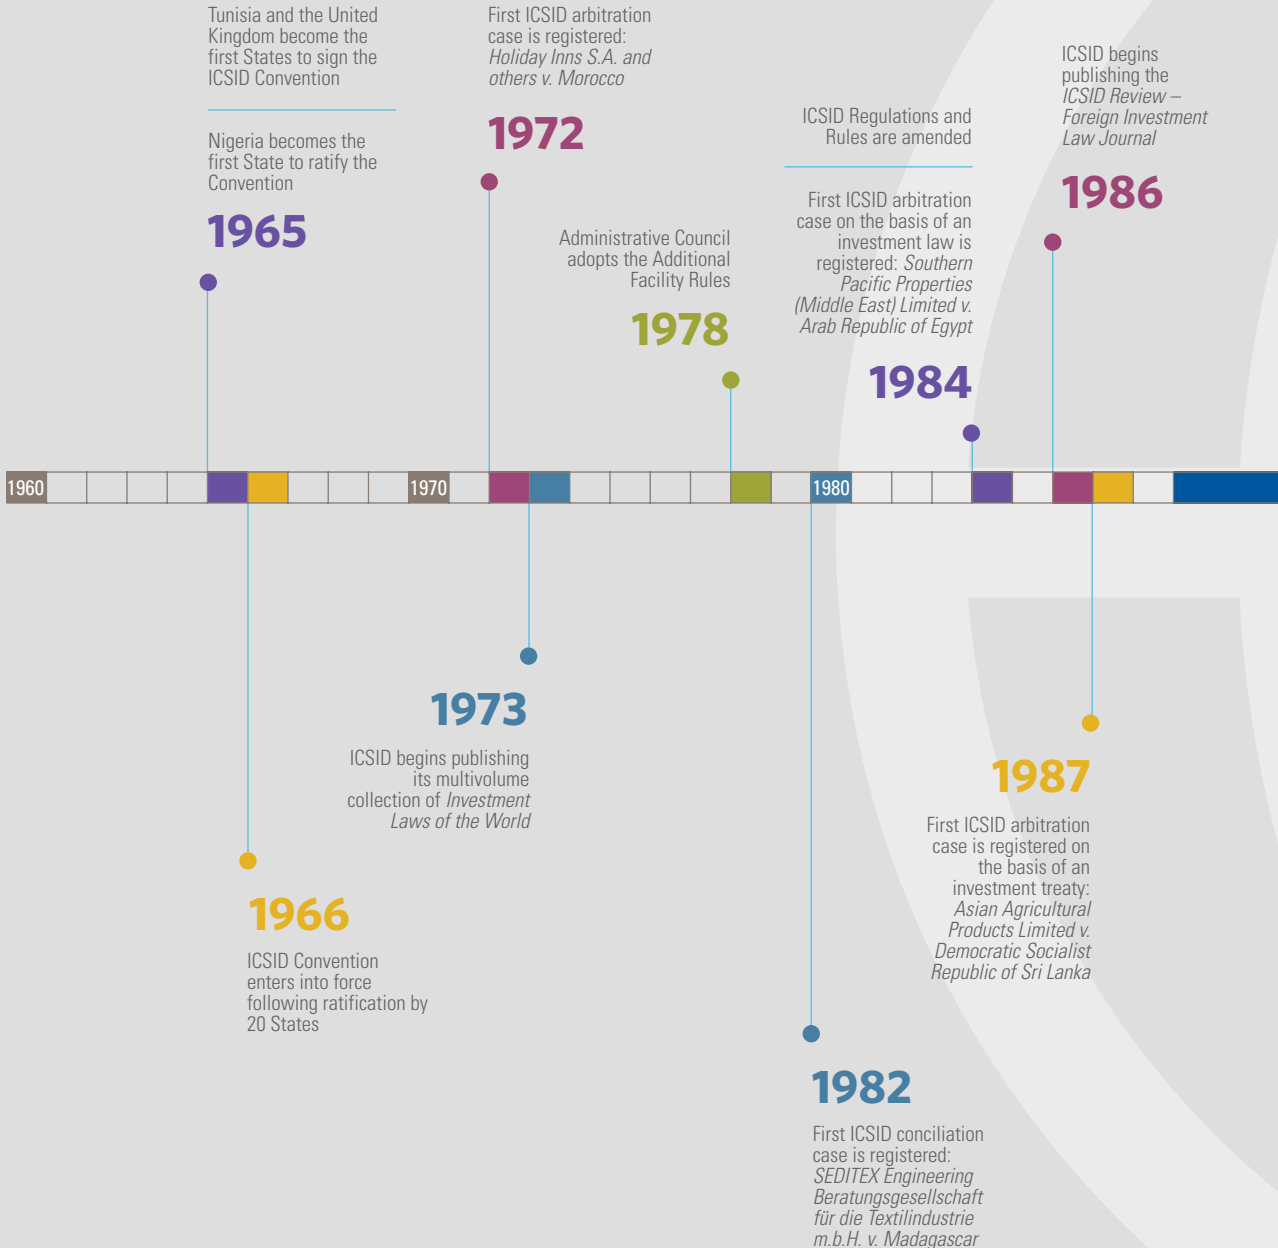 Tunisia and the United
Kingdom become the
first States to sign the
ICSID Convention
Nigeria becomes the
first State to ratify the
Convention
1965
First ICSID arbitration
case is registered:
Holiday Inns S.A. and
others v. Morocco
1972
Administrative Council
adopts the Additional
Facility Rules
1978
ICSID Regulations and
Rules are amended
First ICSID arbitration
case on the basis of an
investment law is
registered: Southern
Pacific Properties
(Middle East) Limited v.
Arab Republic of Egypt
1984
ICSID begins
publishing the
ICSID Review –
Foreign Investment
Law Journal
1986
1960
1970
1980
1966
ICSID Convention
enters into force
following ratification by
20 States
1973
ICSID begins publishing
its multivolume
collection of Investment
Laws of the World
1982
First ICSID conciliation
case is registered:
SEDITEX Engineering
Beratungsgesellschaft
für die Textilindustrie
m.b.H. v. Madagascar
1987
First ICSID arbitration
case is registered on
the basis of an
investment treaty:
Asian Agricultural
Products Limited v.
Democratic Socialist
Republic of Sri Lanka